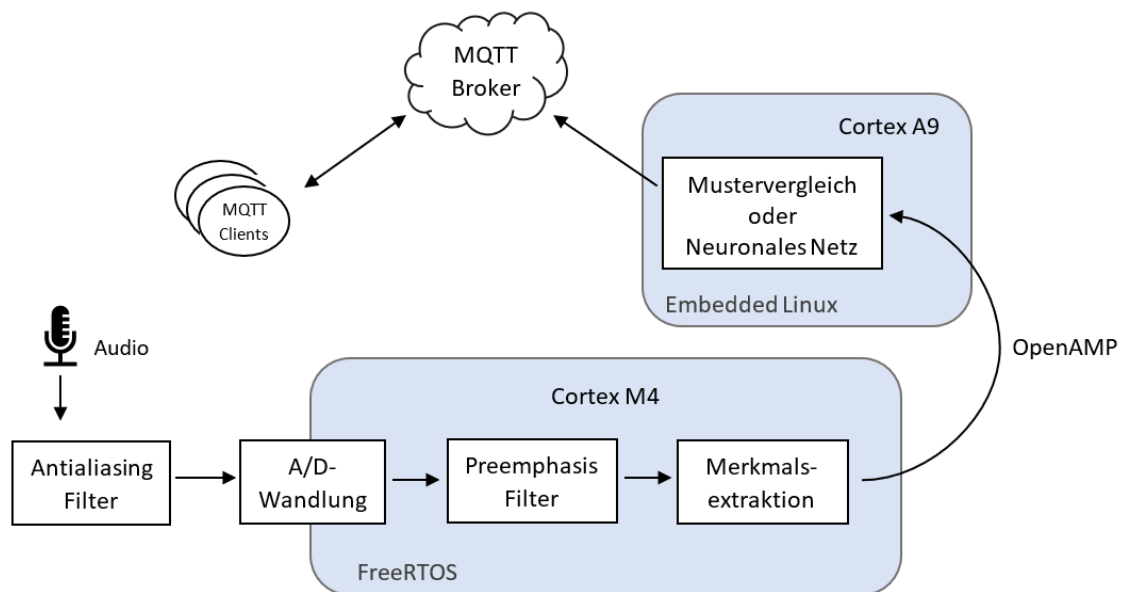 MQTT
Broker
Cortex A9
Mustervergleich
oder
Neuronales Netz
MQTT
Clients
Embedded Linux
Audio
OpenAMP
Cortex M4
Antialiasing
Filter
A/D-
Wandlung
Preemphasis
Filter
Merkmals-
extraktion
FreeRTOS